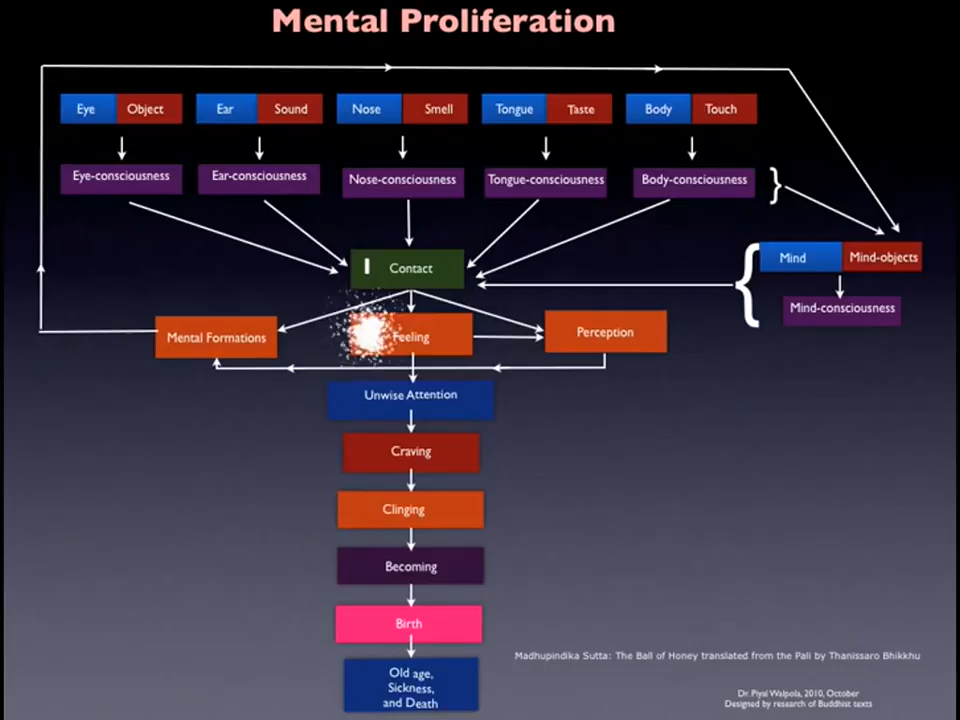 Mental Proliferation
Eye Object Ear Sound Nose Smell Tongue Taste Body Touch
Eye-consciousness Ear-consciousness Nose-consciousness Tongue-consciousness Body-consciousness }
I Contact
{ Mind Mind-objects
Mind-consciousness
Mental Formations Feeling Perception
Unwise Attention
Craving
Clinging
Becoming
Birth
Old age,
Sickness,
and Death
Madhupindika Sutta: The Ball of Honey translated from the Pali by Thanissaro Bhikkhu
Dr. Piyal Walpola, 2010, October
Designed by research of Buddhist texts